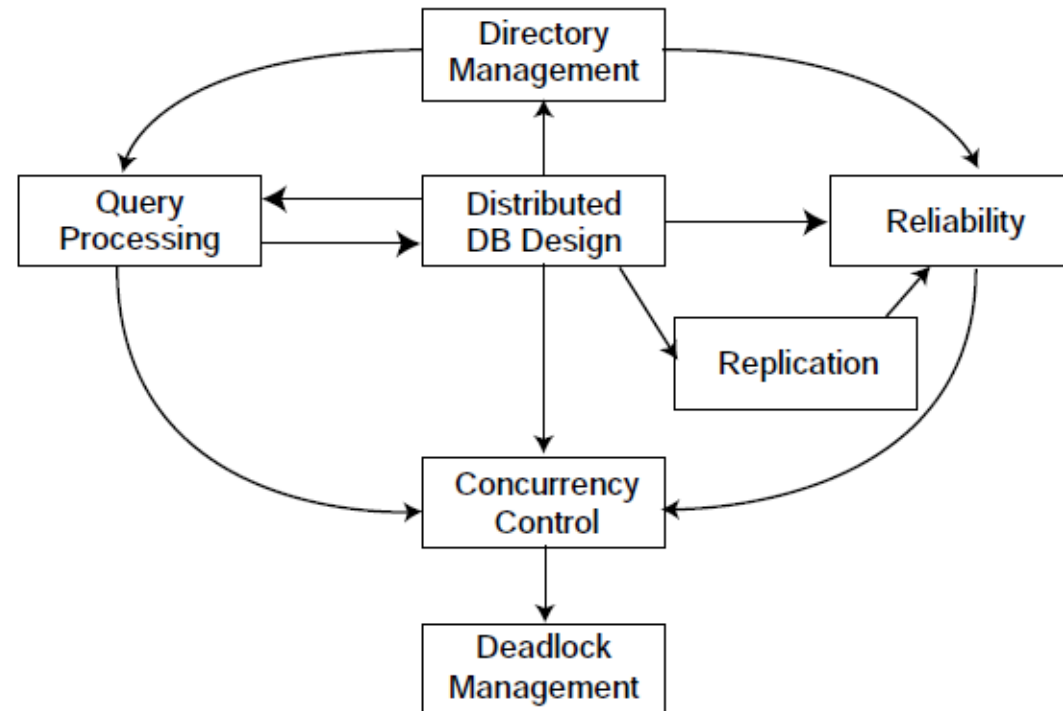 Directory
Management
Query
Processing
Distributed
DB Design
Reliability
Replication
Concurrency
Control
Deadlock
Management